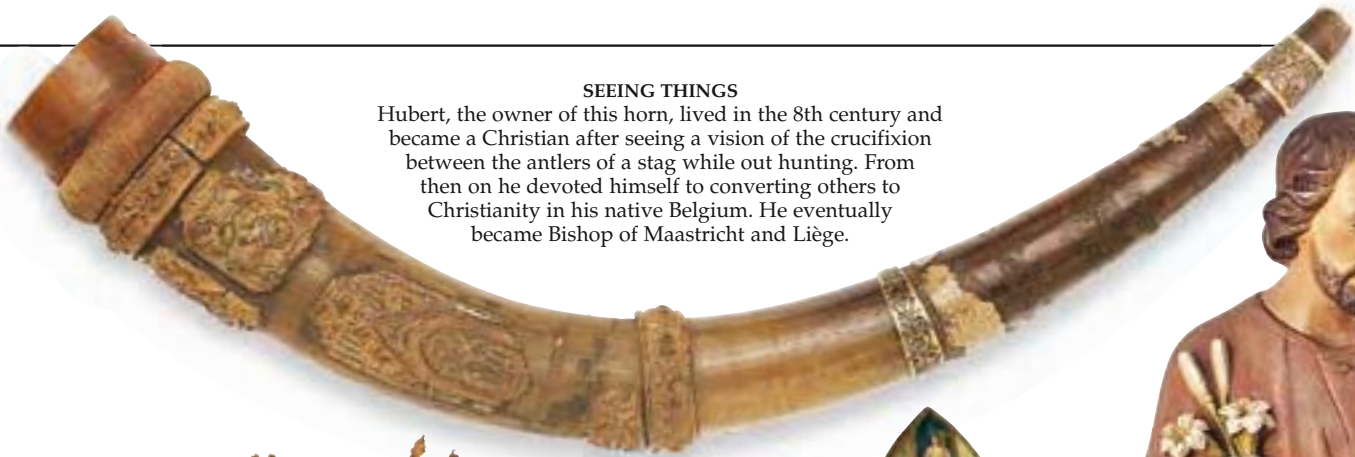 SEEING THINGS
Hubert, the owner of this horn, lived in the 8th century and
became a Christian after seeing a vision of the crucifixion
between the antlers of a stag while out hunting. From
then on he devoted himself to converting others to
Christianity in his native Belgium. He eventually
became Bishop of Maastricht and Liège.